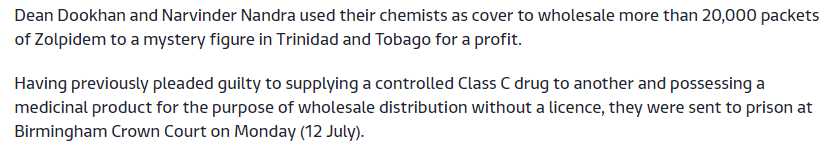 Dean Dookhan and Narvinder Nandra used their chemists as cover to wholesale more than 20,000 packets
of Zolpidem to a mystery figure in Trinidad and Tobago for a profit.
Having previously pleaded guilty to supplying a controlled Class C drug to another and possessing a
medicinal product for the purpose of wholesale distribution without a licence, they were sent to prison at
Birmingham Crown Court on Monday (12 July).